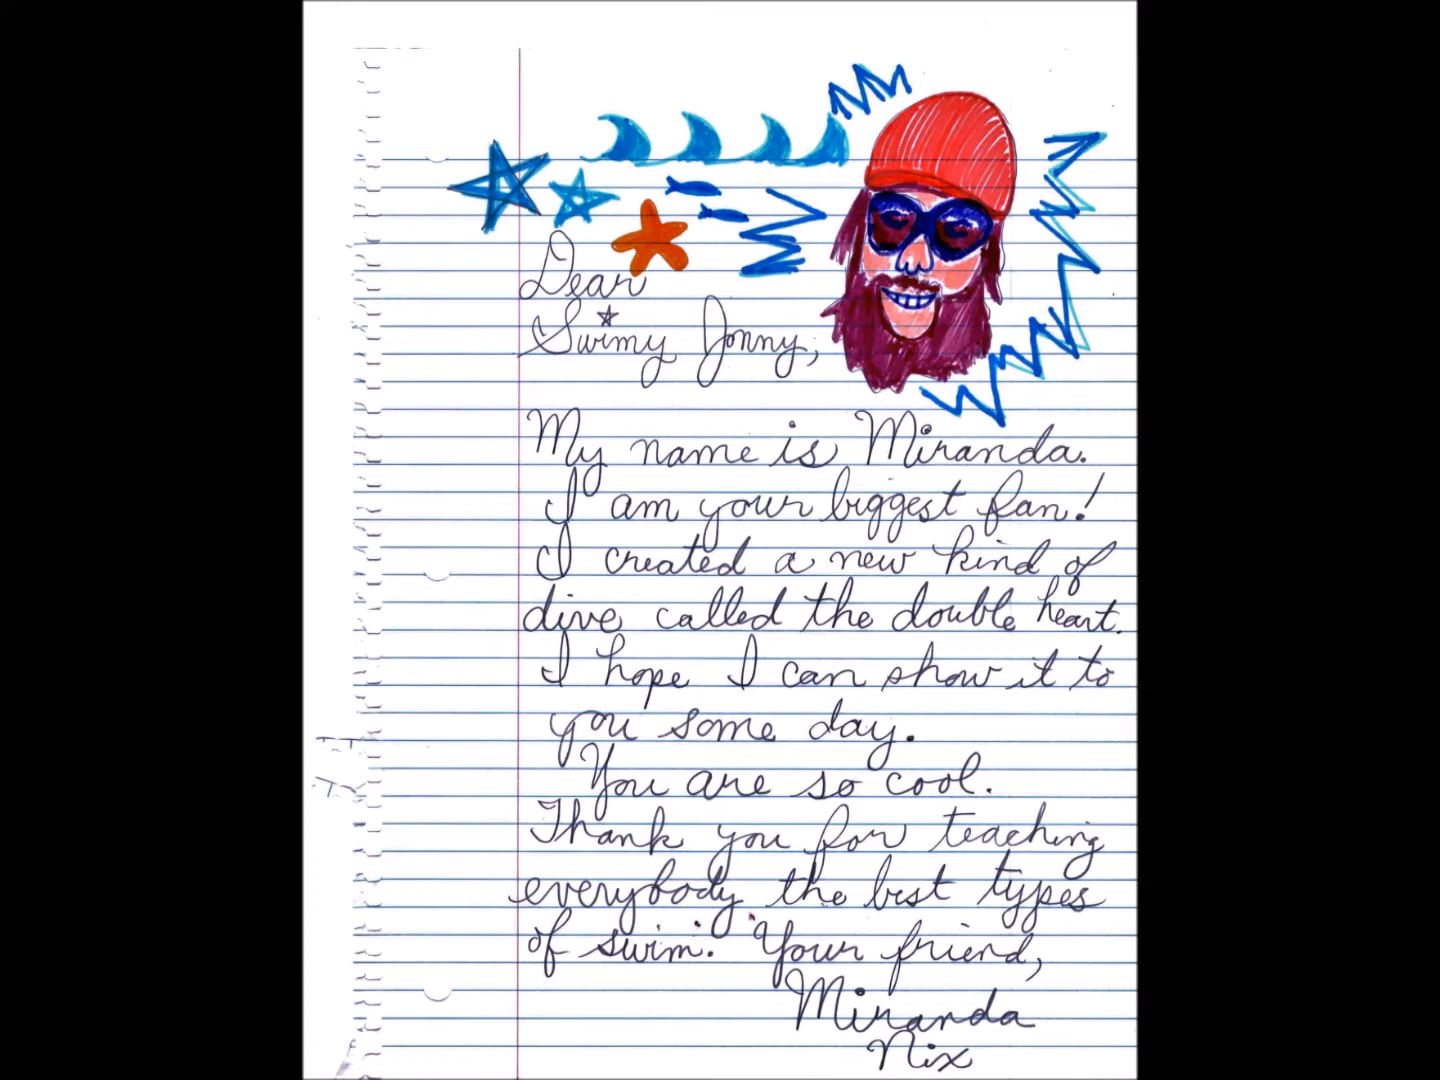 Dear
Swimy Jonny,
My name is Miranda.
I am your biggest fan!
I created a new kind of
dive called the double heart.
I hope I can show it to
you some day.
You are so cool.
Thank you for teaching
everybody the best types
of swim. Your friend,
Miranda
Nix